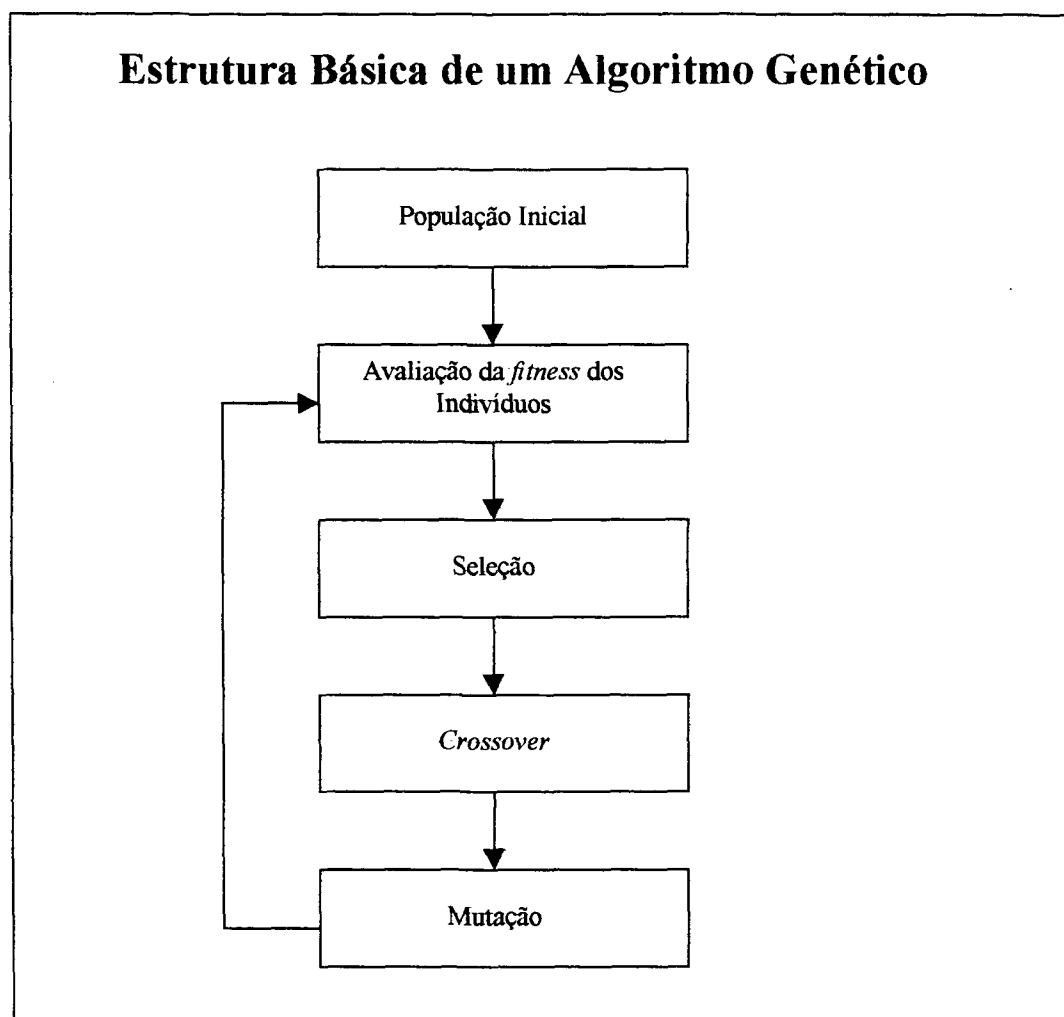 Estrutura Básica de um Algoritmo Genético
População Inicial
Avaliação da fitness dos
Indivíduos
Seleção
Crossover
Mutação